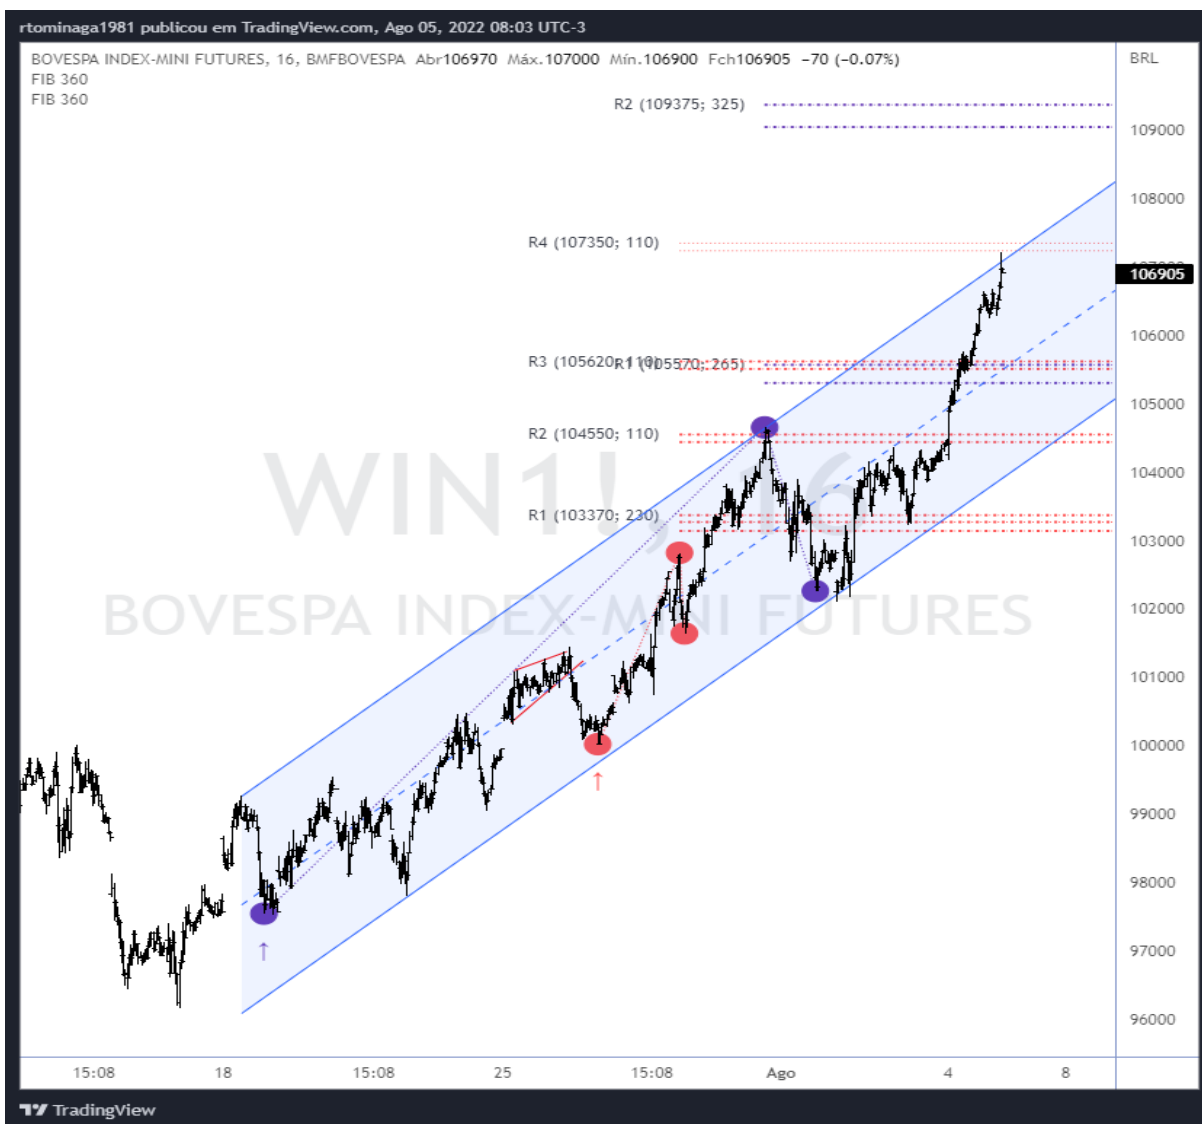 rtominaga1981 publicou em TradingView.com, Ago 05, 2022 08:03 UTC-3
BOVESPA INDEX-MINI FUTURES, 16, BMFBOVESPA Abr106970 Máx.107000 Mín.106900 Fch106905 −70 (−0.07%)
BRL
FIB 360
FIB 360
R2 (109375; 325)
109000
108000
R4 (107350; 110)
106905
106000
R3 (105620; 110)
R1 (105570; 265)
105000
R2 (104550; 110)
104000
WIN1!, 16
R1 (103370; 230)
103000
BOVESPA INDEX-MINI FUTURES
102000
101000
100000
99000
98000
97000
96000
15:08 18 15:08 25 15:08 Ago 4 8
TradingView